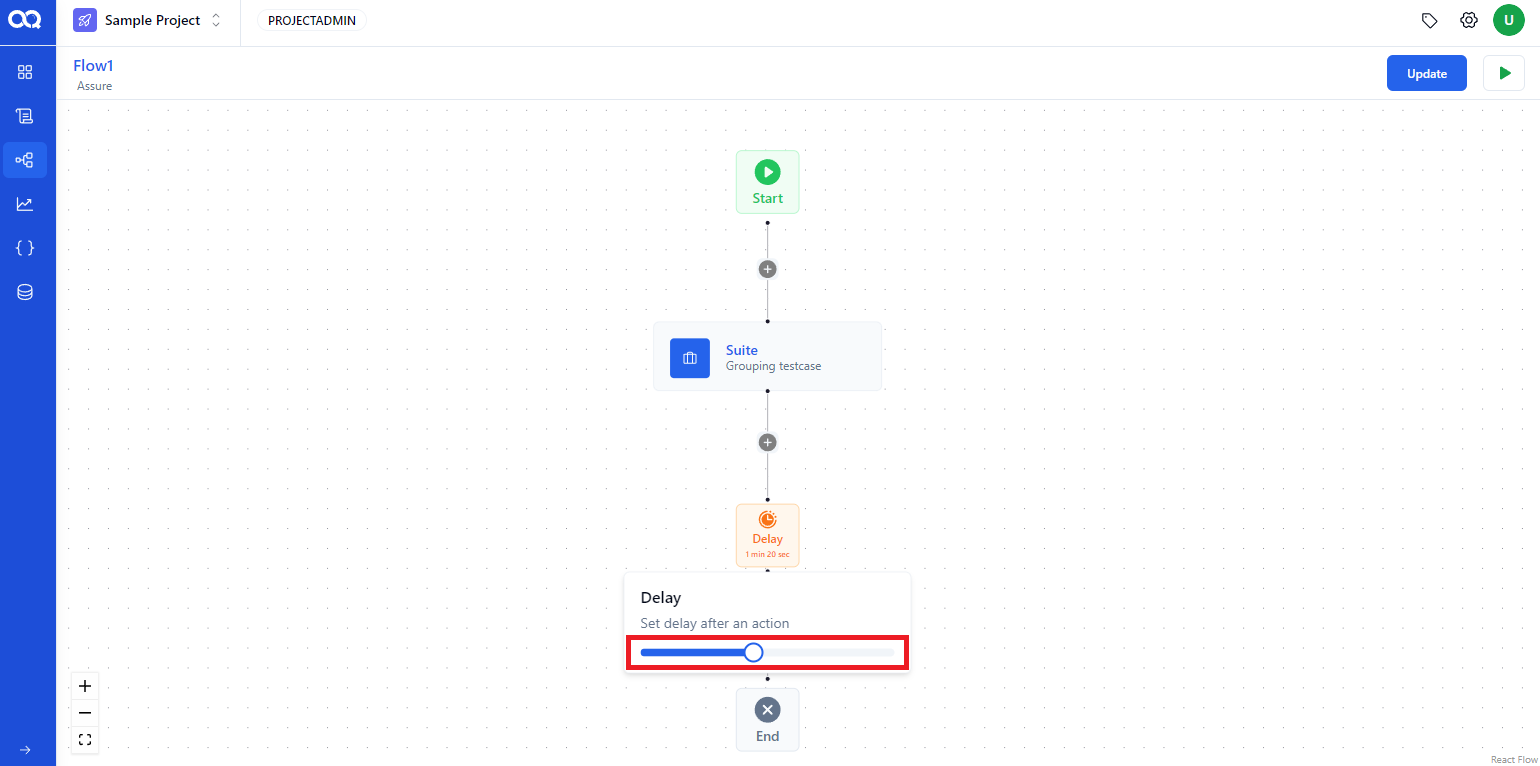 Sample Project
PROJECTADMIN
U
Flow1
Assure
Update
Start
Suite
Grouping testcase
Delay
1 min 20 sec
Delay
Set delay after an action
End
React Flow